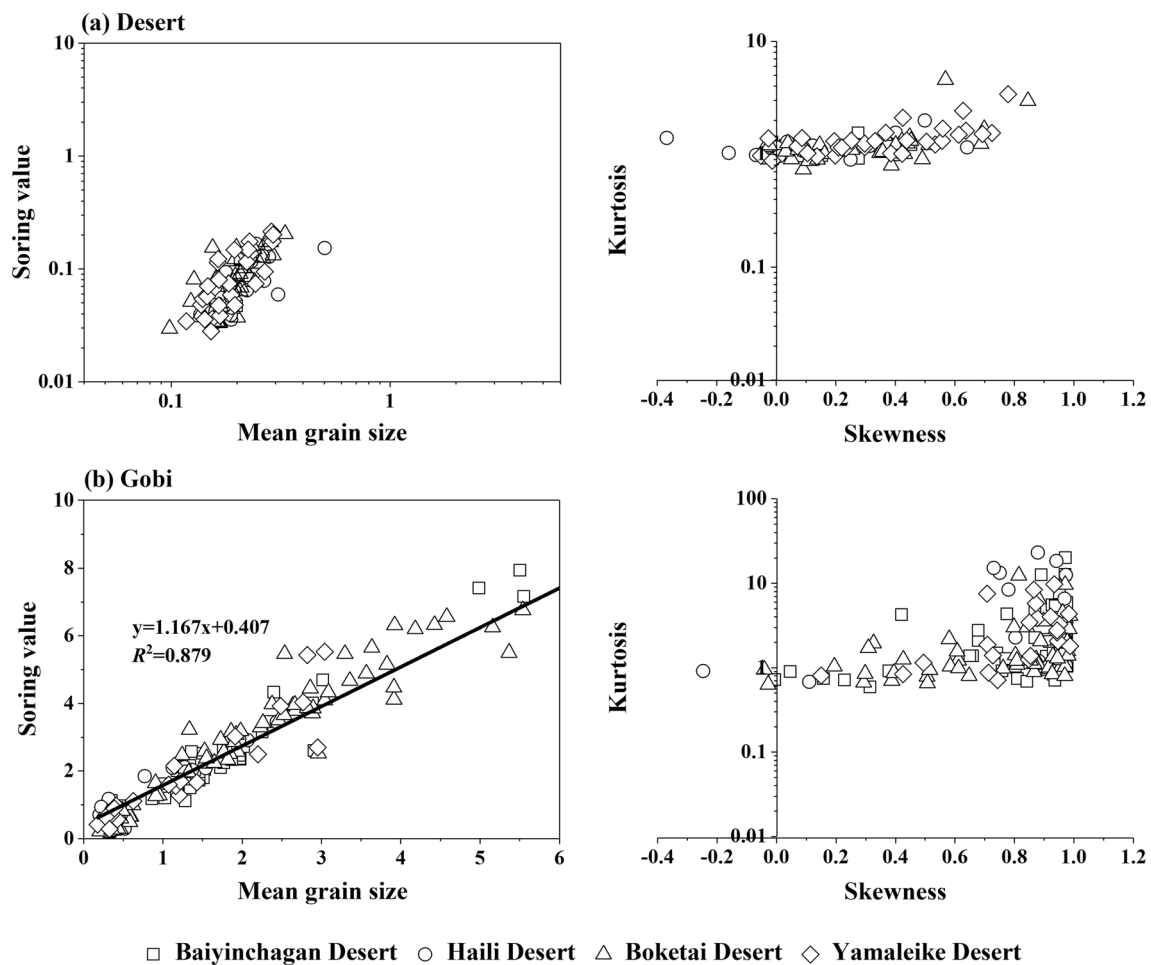 (a) Desert
10
1
0.1
0.01
0.1
1
Soring value
Mean grain size
10
1
0.1
0.01
-0.4
-0.2
0.0
0.2
0.4
0.6
0.8
1.0
1.2
Kurtosis
Skewness
(b) Gobi
10
8
6
4
2
0
0
1
2
3
4
5
6
y=1.167x+0.407
R²=0.879
Soring value
Mean grain size
100
10
1
0.1
0.01
-0.4
-0.2
0.0
0.2
0.4
0.6
0.8
1.0
1.2
Kurtosis
Skewness
Baiyinchagan Desert
Haili Desert
Boketai Desert
Yamaleike Desert